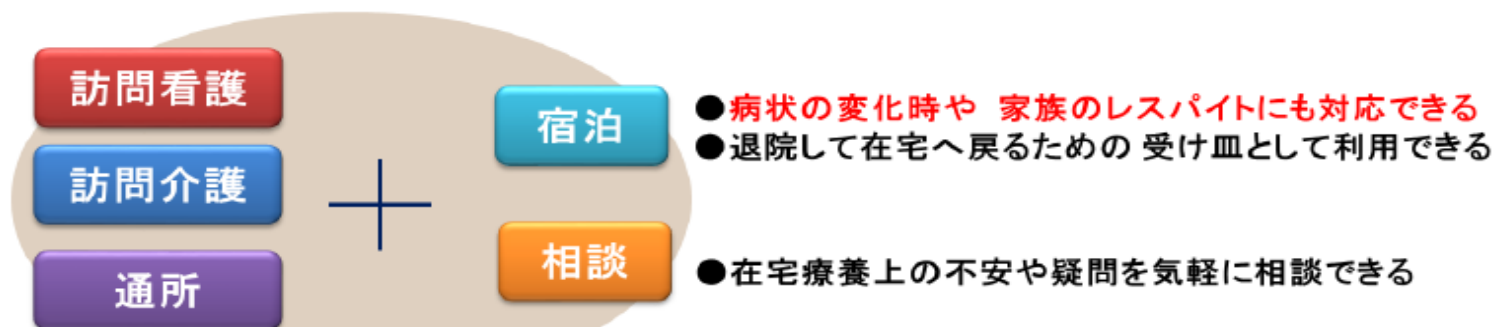 訪問看護
訪問介護
通所
宿泊
●病状の変化時や 家族のレスパイトにも対応できる
●退院して在宅へ戻るための 受け皿として利用できる
相談
●在宅療養上の不安や疑問を気軽に相談できる